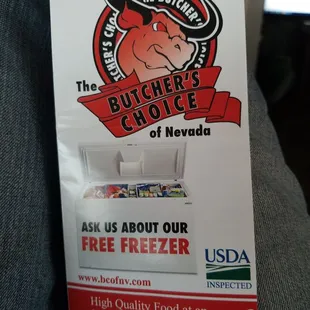 The
BUTCHER'S
CHOICE
of Nevada
ASK US ABOUT OUR
FREE FREEZER
USDA
INSPECTED
www.bcofnv.com
High Quality Food at